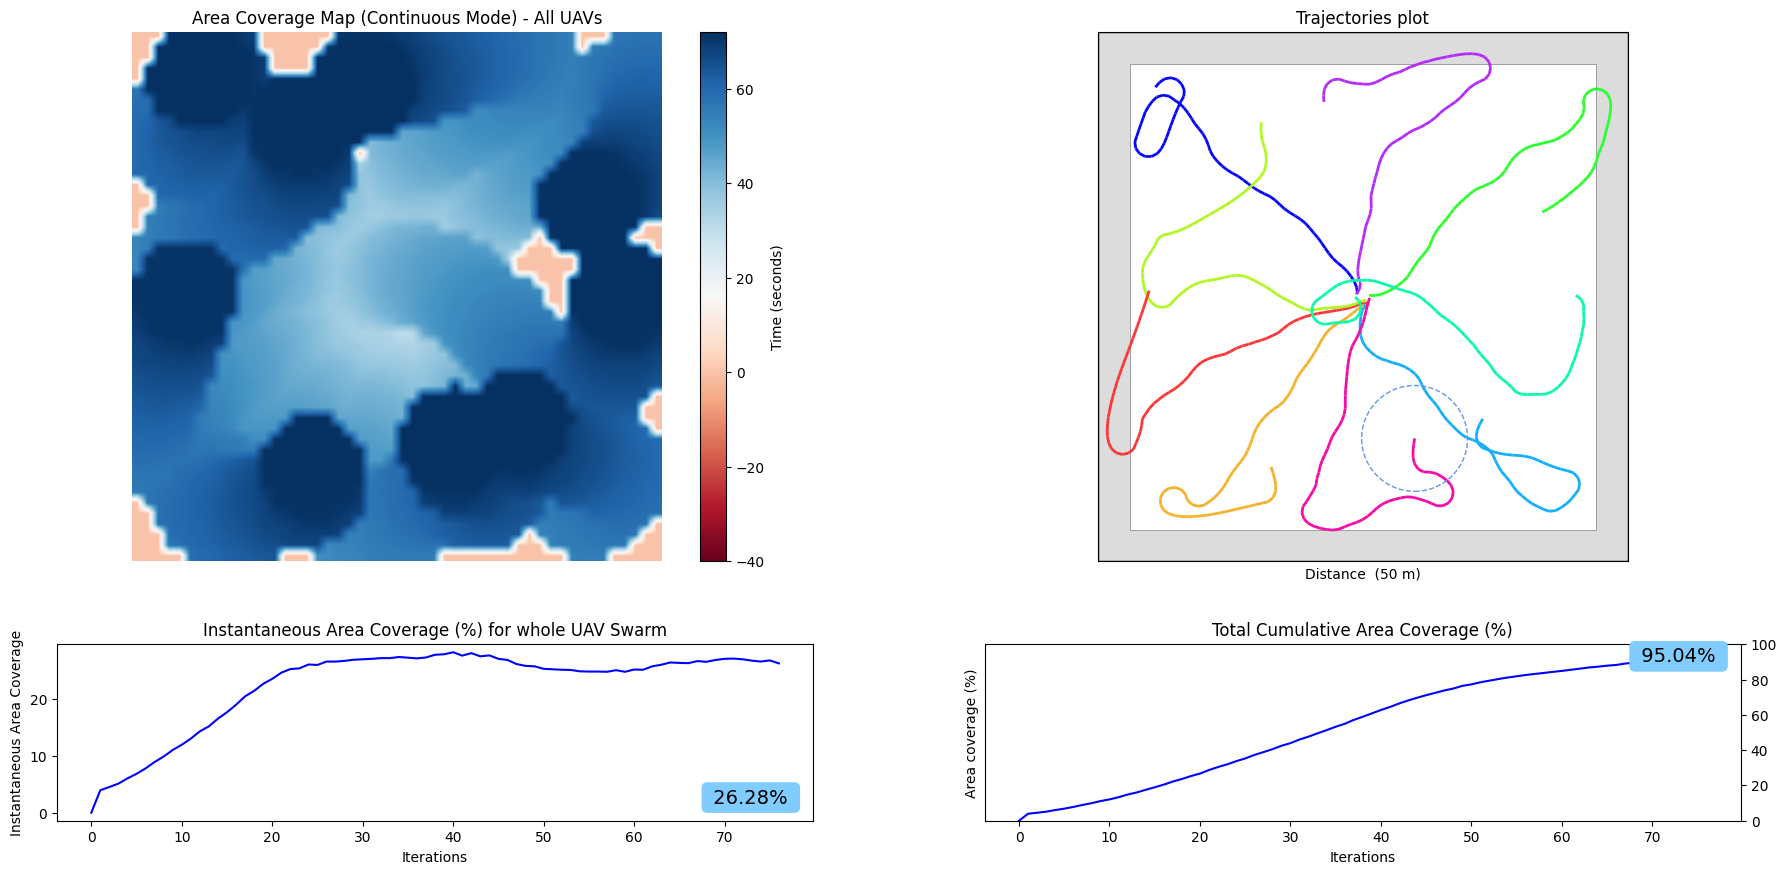 Area Coverage Map (Continuous Mode) - All UAVs
60
40
20
0
−20
−40
Time (seconds)
Trajectories plot
Distance  (50 m)
Instantaneous Area Coverage (%) for whole UAV Swarm
Instantaneous Area Coverage
20
10
0
26.28%
0 10 20 30 40 50 60 70
Iterations
Total Cumulative Area Coverage (%)
Area coverage (%)
95.04%
100
80
60
40
20
0
0 10 20 30 40 50 60 70
Iterations